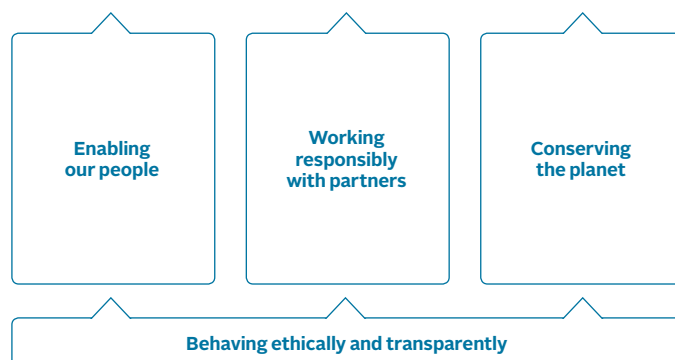 Enabling
our people
Working
responsibly
with partners
Conserving
the planet
Behaving ethically and transparently